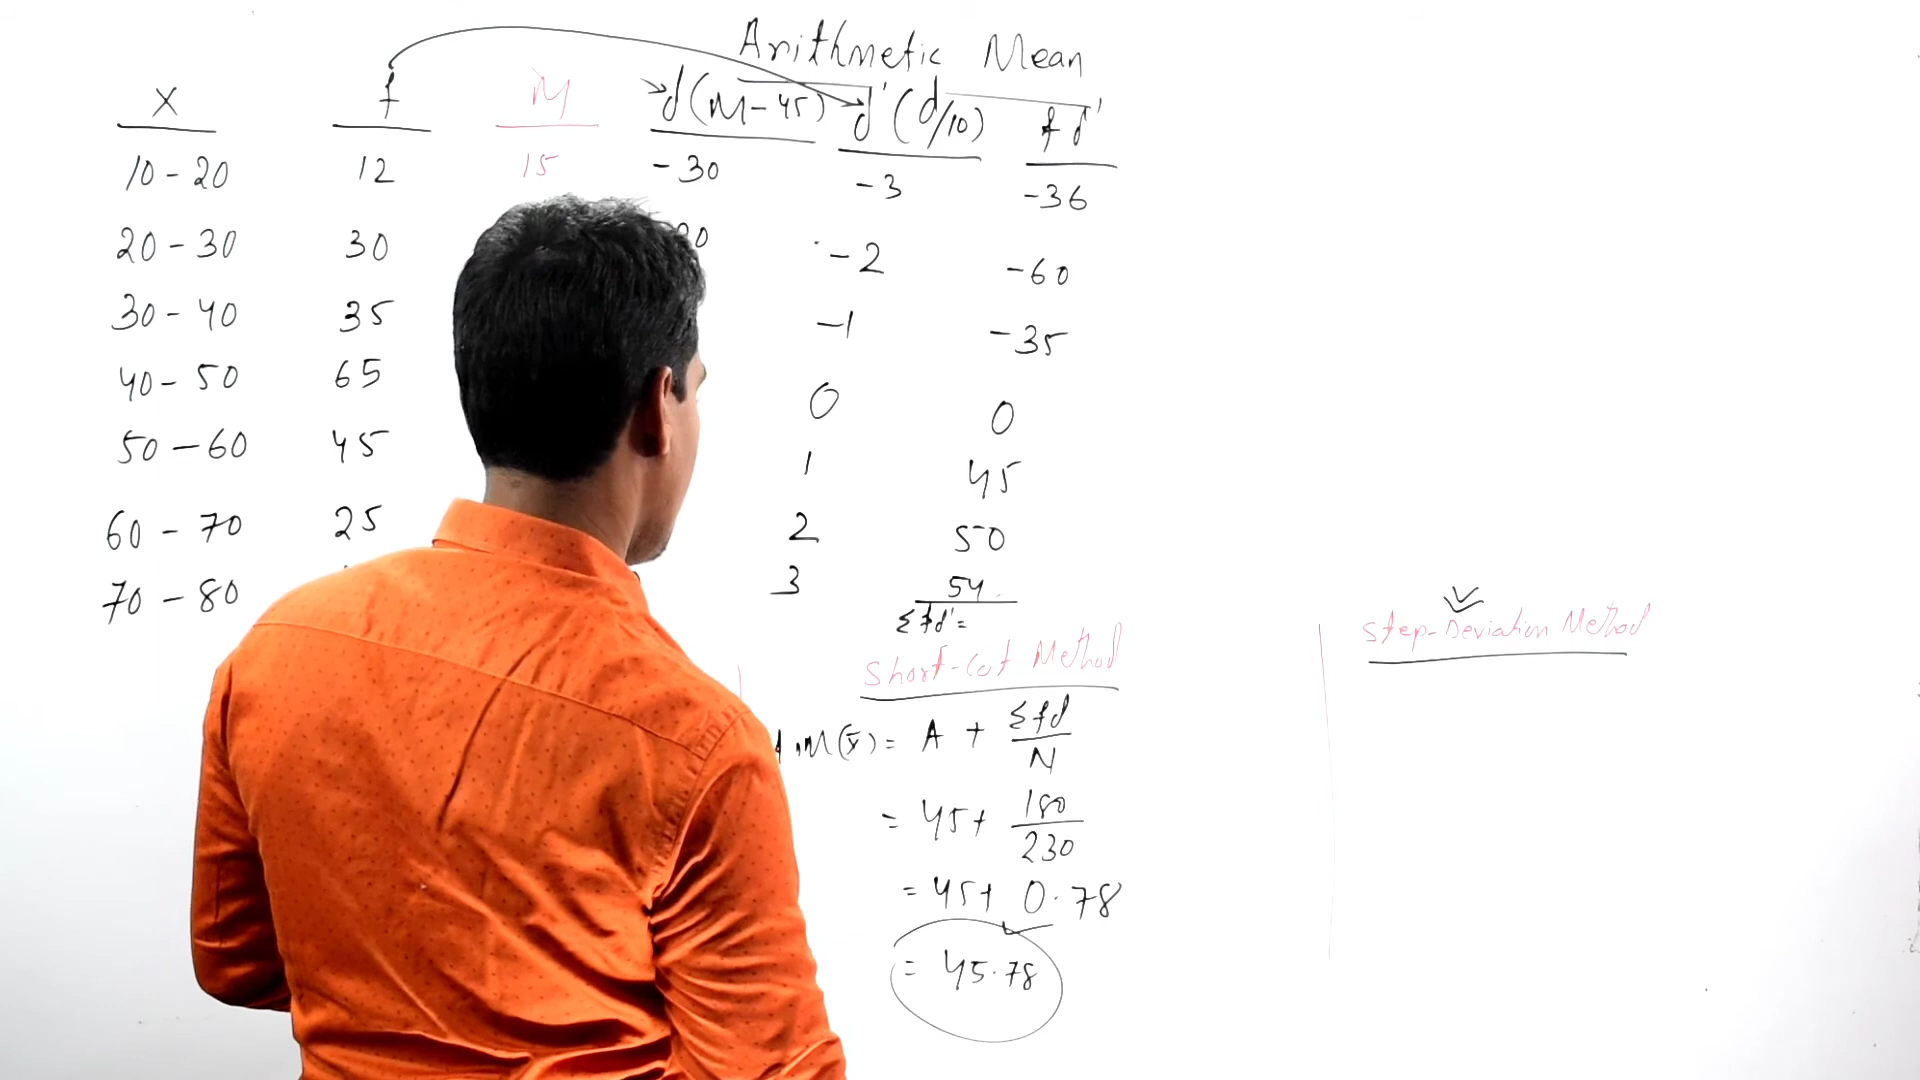 Arithmetic Mean
X f M d(M-45) d'(d/10) fd'
10-20 12 15 -30 -3 -36
20-30 30 -2 -60
30-40 35 -1 -35
40-50 65 0 0
50-60 45 1 45
60-70 25 2 50
70-80 3 54
Σfd'=
Short-Cut Method
M(x̄)= A + Σfd/N
= 45+ 180/230
= 45+ 0.78
= 45.78
Step-Deviation Method